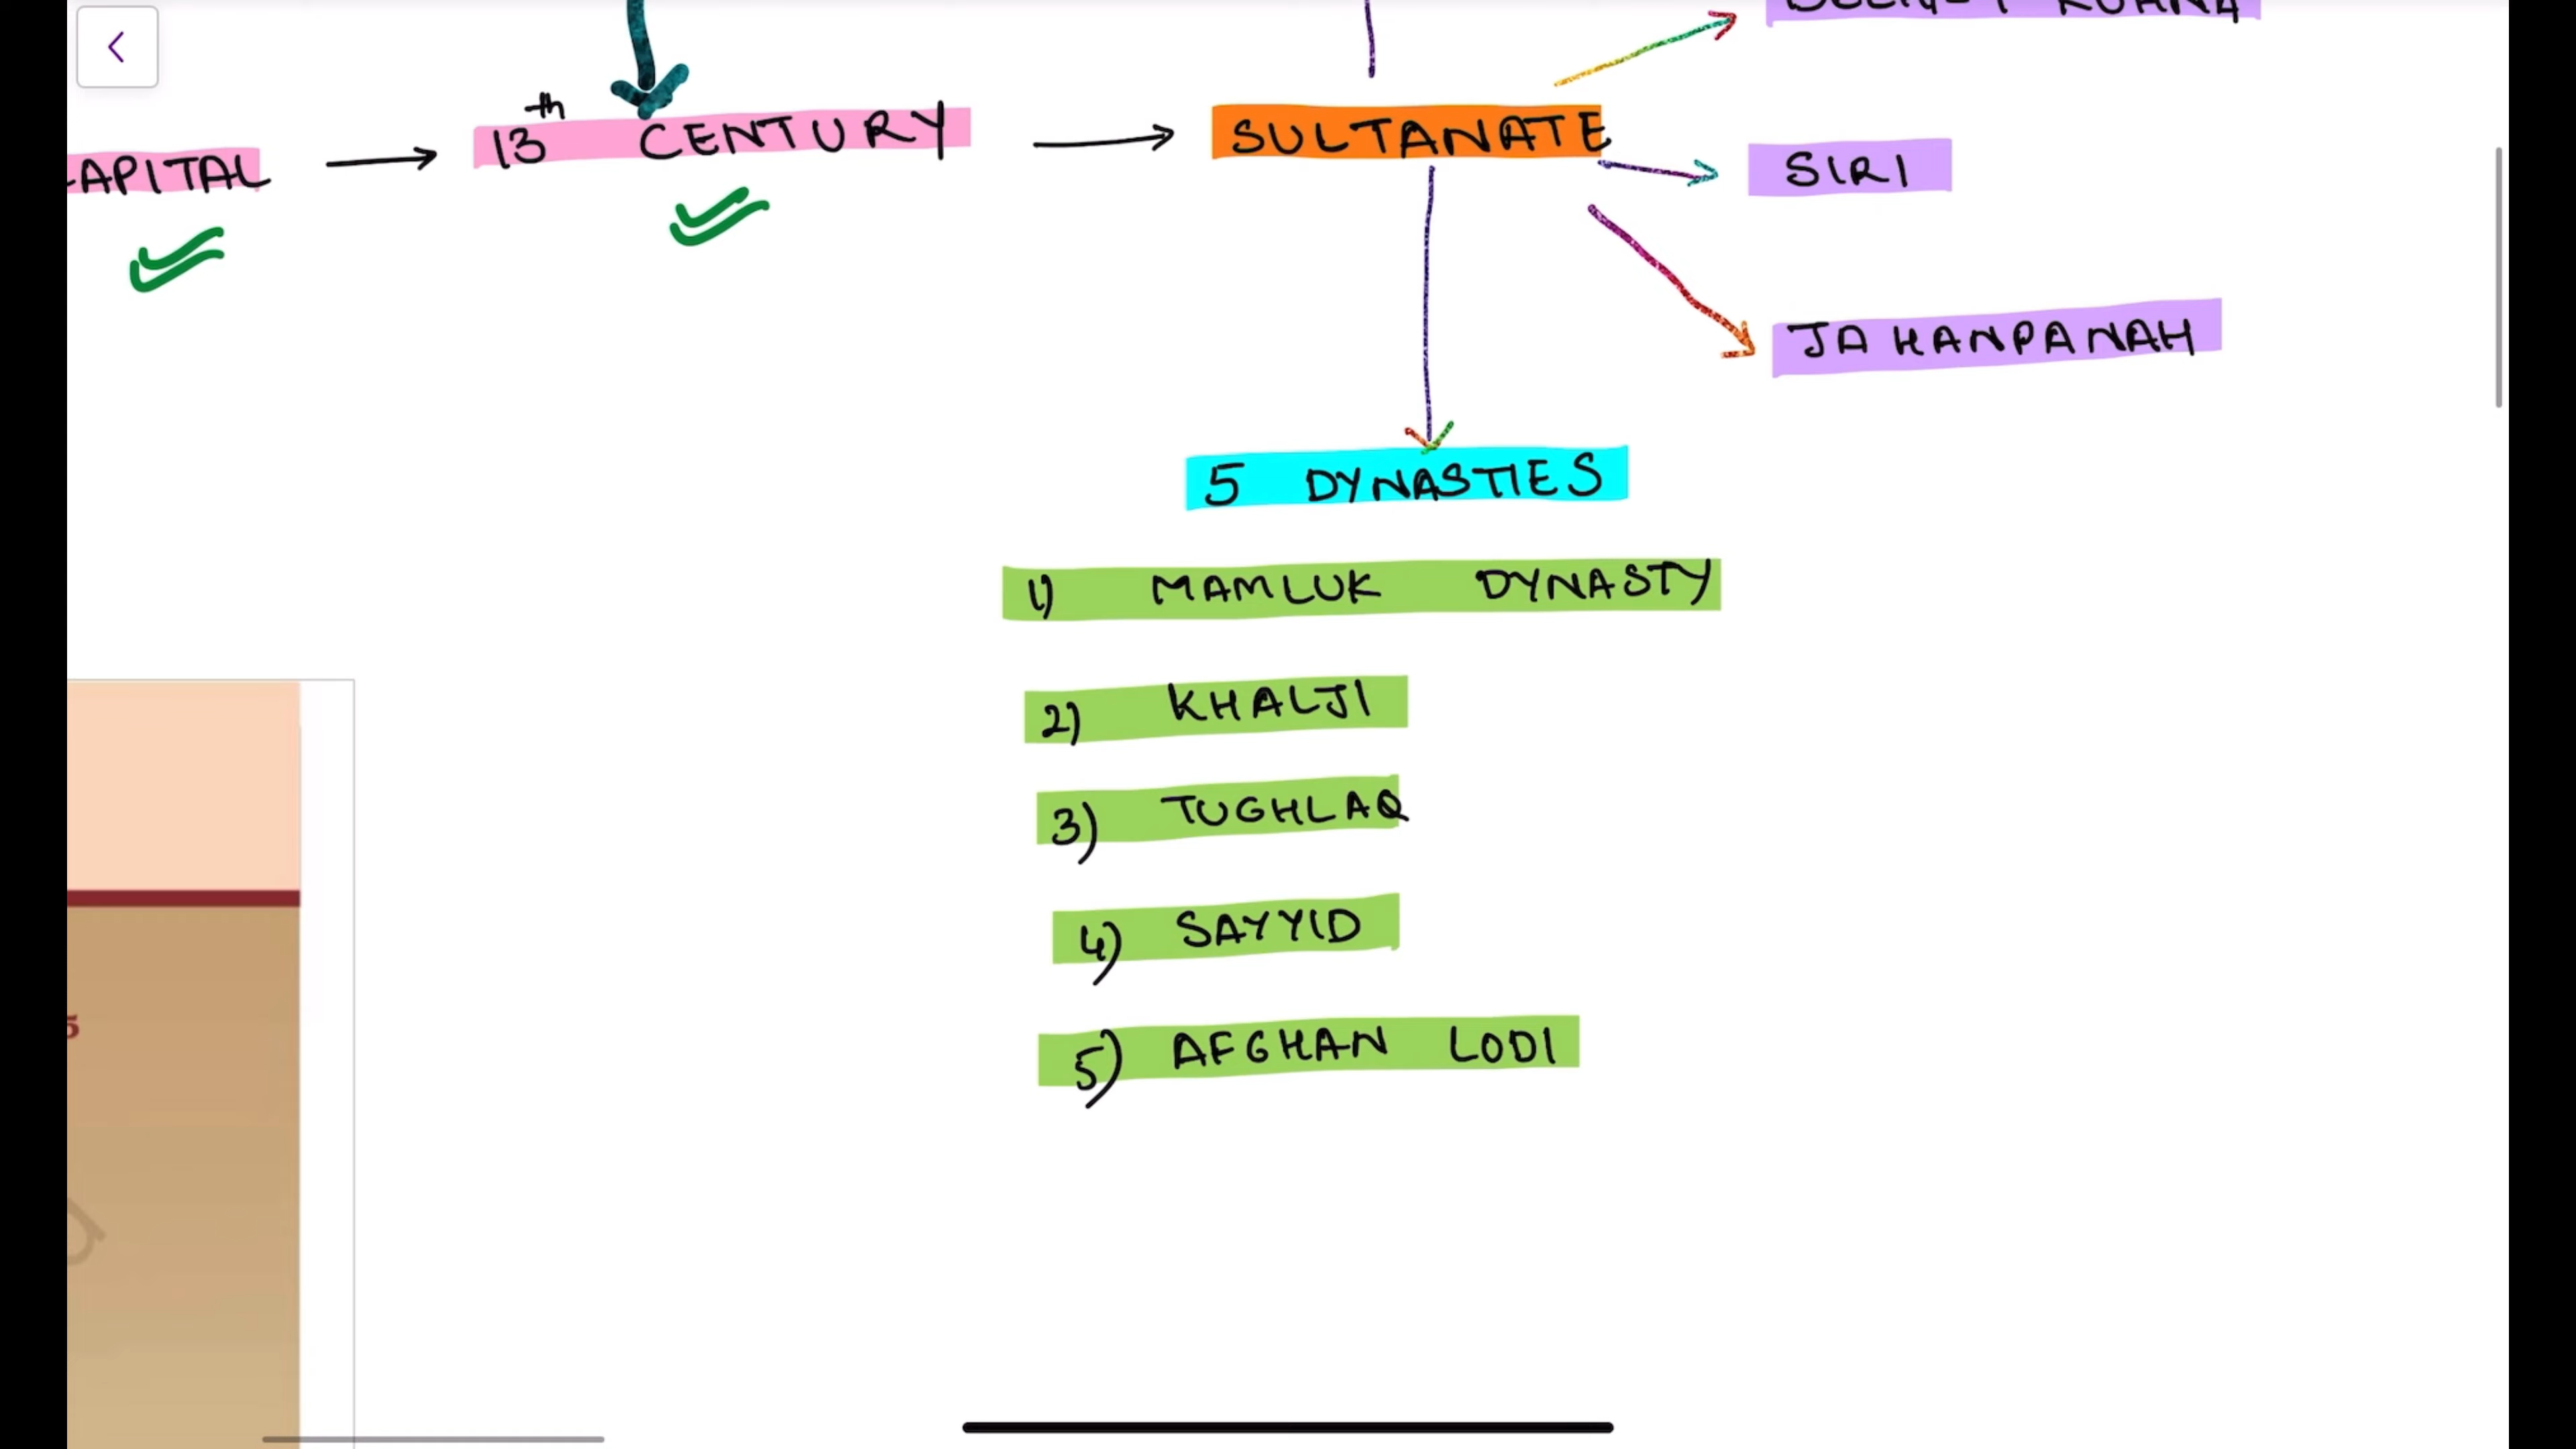 13th CENTURY
SULTANATE
SIRI
JAHANPANAH
5 DYNASTIES
1) MAMLUK DYNASTY
2) KHALJI
3) TUGHLAQ
4) SAYYID
5) AFGHAN LODI
5